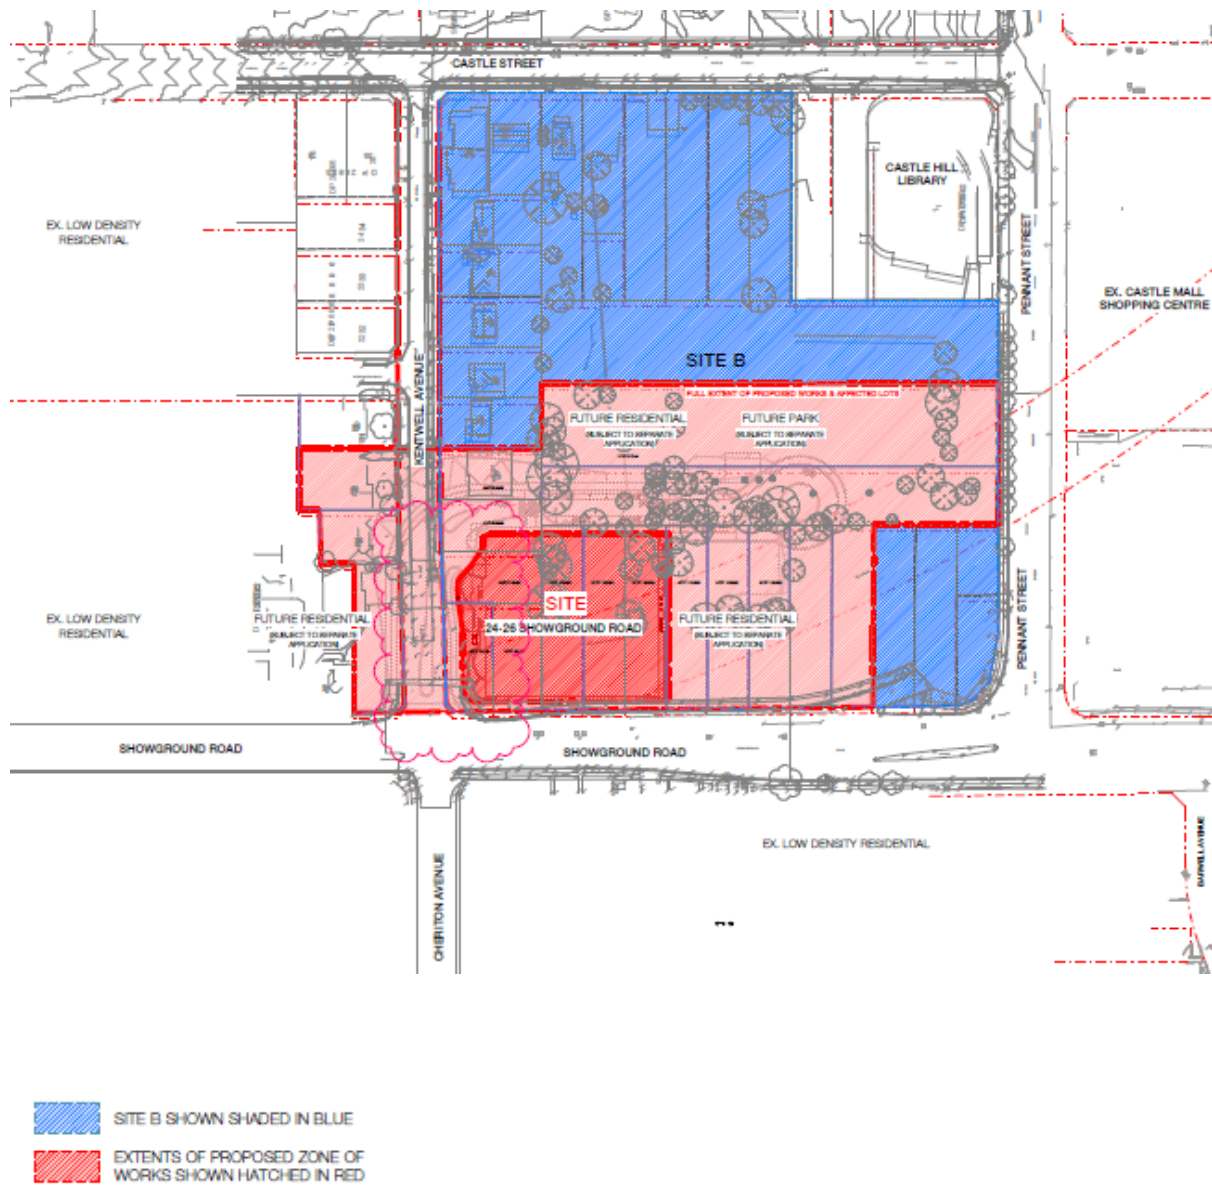 CASTLE STREET
CASTLE HILL
LIBRARY
EX. LOW DENSITY
RESIDENTIAL
PENNANT STREET
EX. CASTLE MALL
SHOPPING CENTRE
KENTWELL AVENUE
SITE B
FULL EXTENT OF PROPOSED WORKS & AFFECTED LOTS
FUTURE RESIDENTIAL
(SUBJECT TO SEPARATE
APPLICATION)
FUTURE PARK
(SUBJECT TO SEPARATE
APPLICATION)
SITE
24-26 SHOWGROUND ROAD
EX. LOW DENSITY
RESIDENTIAL
FUTURE RESIDENTIAL
(SUBJECT TO SEPARATE
APPLICATION)
FUTURE RESIDENTIAL
(SUBJECT TO SEPARATE
APPLICATION)
PENNANT STREET
SHOWGROUND ROAD
SHOWGROUND ROAD
EX. LOW DENSITY RESIDENTIAL
CHERITON AVENUE
BARWELL AVENUE
SITE B SHOWN SHADED IN BLUE
EXTENTS OF PROPOSED ZONE OF
WORKS SHOWN HATCHED IN RED